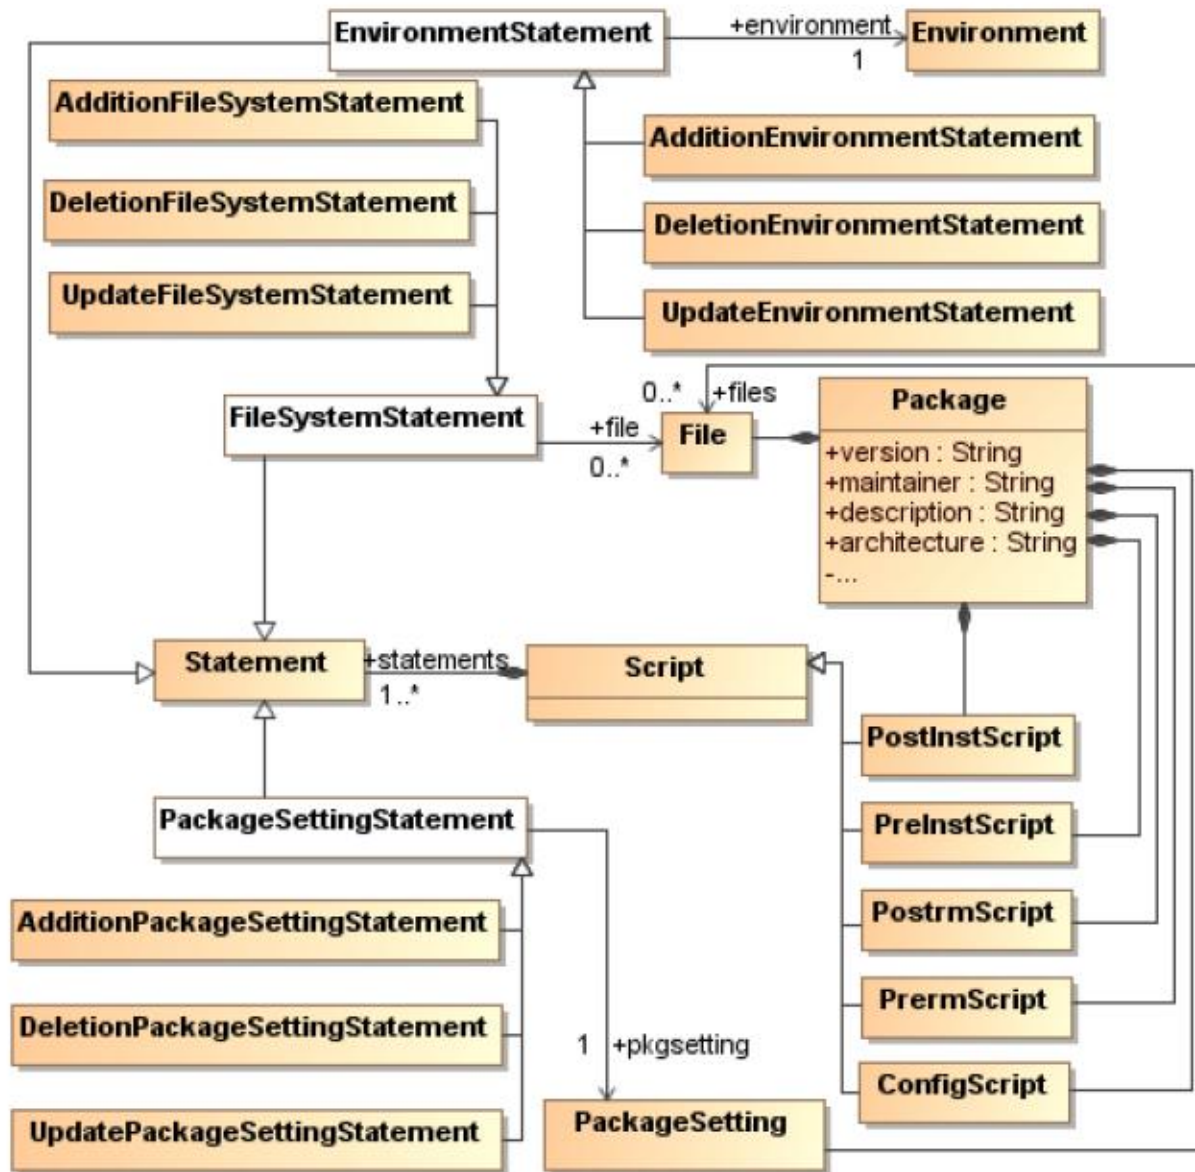 EnvironmentStatement
+environment
1
Environment
AdditionFileSystemStatement
AdditionEnvironmentStatement
DeletionFileSystemStatement
DeletionEnvironmentStatement
UpdateFileSystemStatement
UpdateEnvironmentStatement
FileSystemStatement
+file
0..*
0..*
+files
File
Package
+version : String
+maintainer : String
+description : String
+architecture : String
-...
Statement
+statements
1..*
Script
PostInstScript
PackageSettingStatement
PreInstScript
AdditionPackageSettingStatement
PostrmScript
DeletionPackageSettingStatement
PrermScript
1
+pkgsetting
ConfigScript
UpdatePackageSettingStatement
PackageSetting